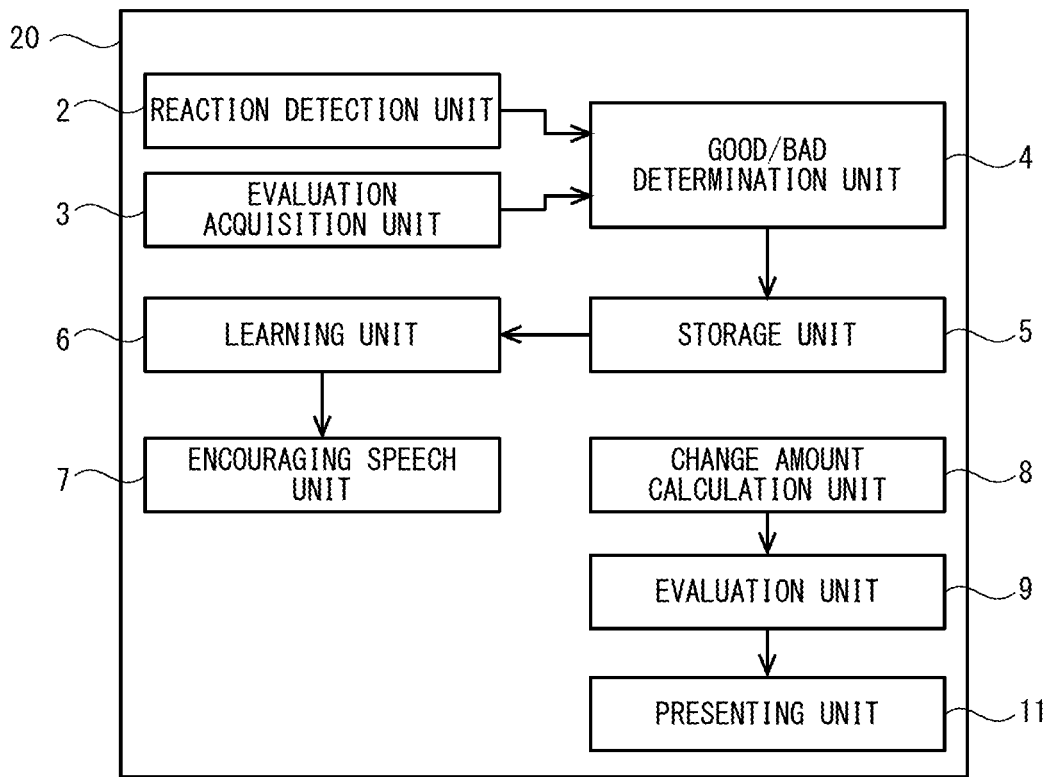 20
2
REACTION DETECTION UNIT
GOOD/BAD
DETERMINATION UNIT
4
3
EVALUATION
ACQUISITION UNIT
6
LEARNING UNIT
STORAGE UNIT
5
7
ENCOURAGING SPEECH
UNIT
CHANGE AMOUNT
CALCULATION UNIT
8
EVALUATION UNIT
9
PRESENTING UNIT
11